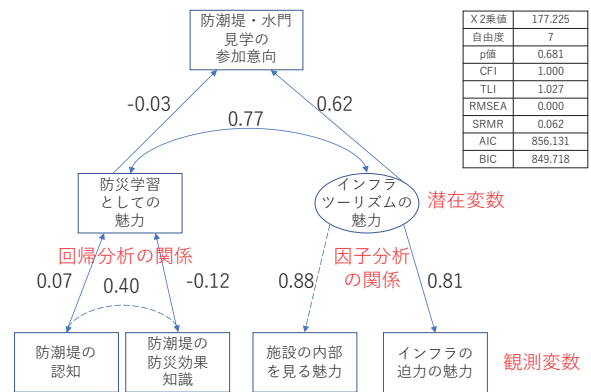 防潮堤・水門
見学の
参加意向
Χ2乗値 177.225
自由度 7
p値 0.681
CFI 1.000
TLI 1.027
RMSEA 0.000
SRMR 0.062
AIC 856.131
BIC 849.718
-0.03
0.77
0.62
防災学習
としての
魅力
インフラ
ツーリズムの
魅力
潜在変数
回帰分析の関係
因子分析
の関係
0.07
0.40
-0.12
0.88
0.81
防潮堤の
認知
防潮堤の
防災効果
知識
施設の内部
を見る魅力
インフラの
迫力の魅力
観測変数